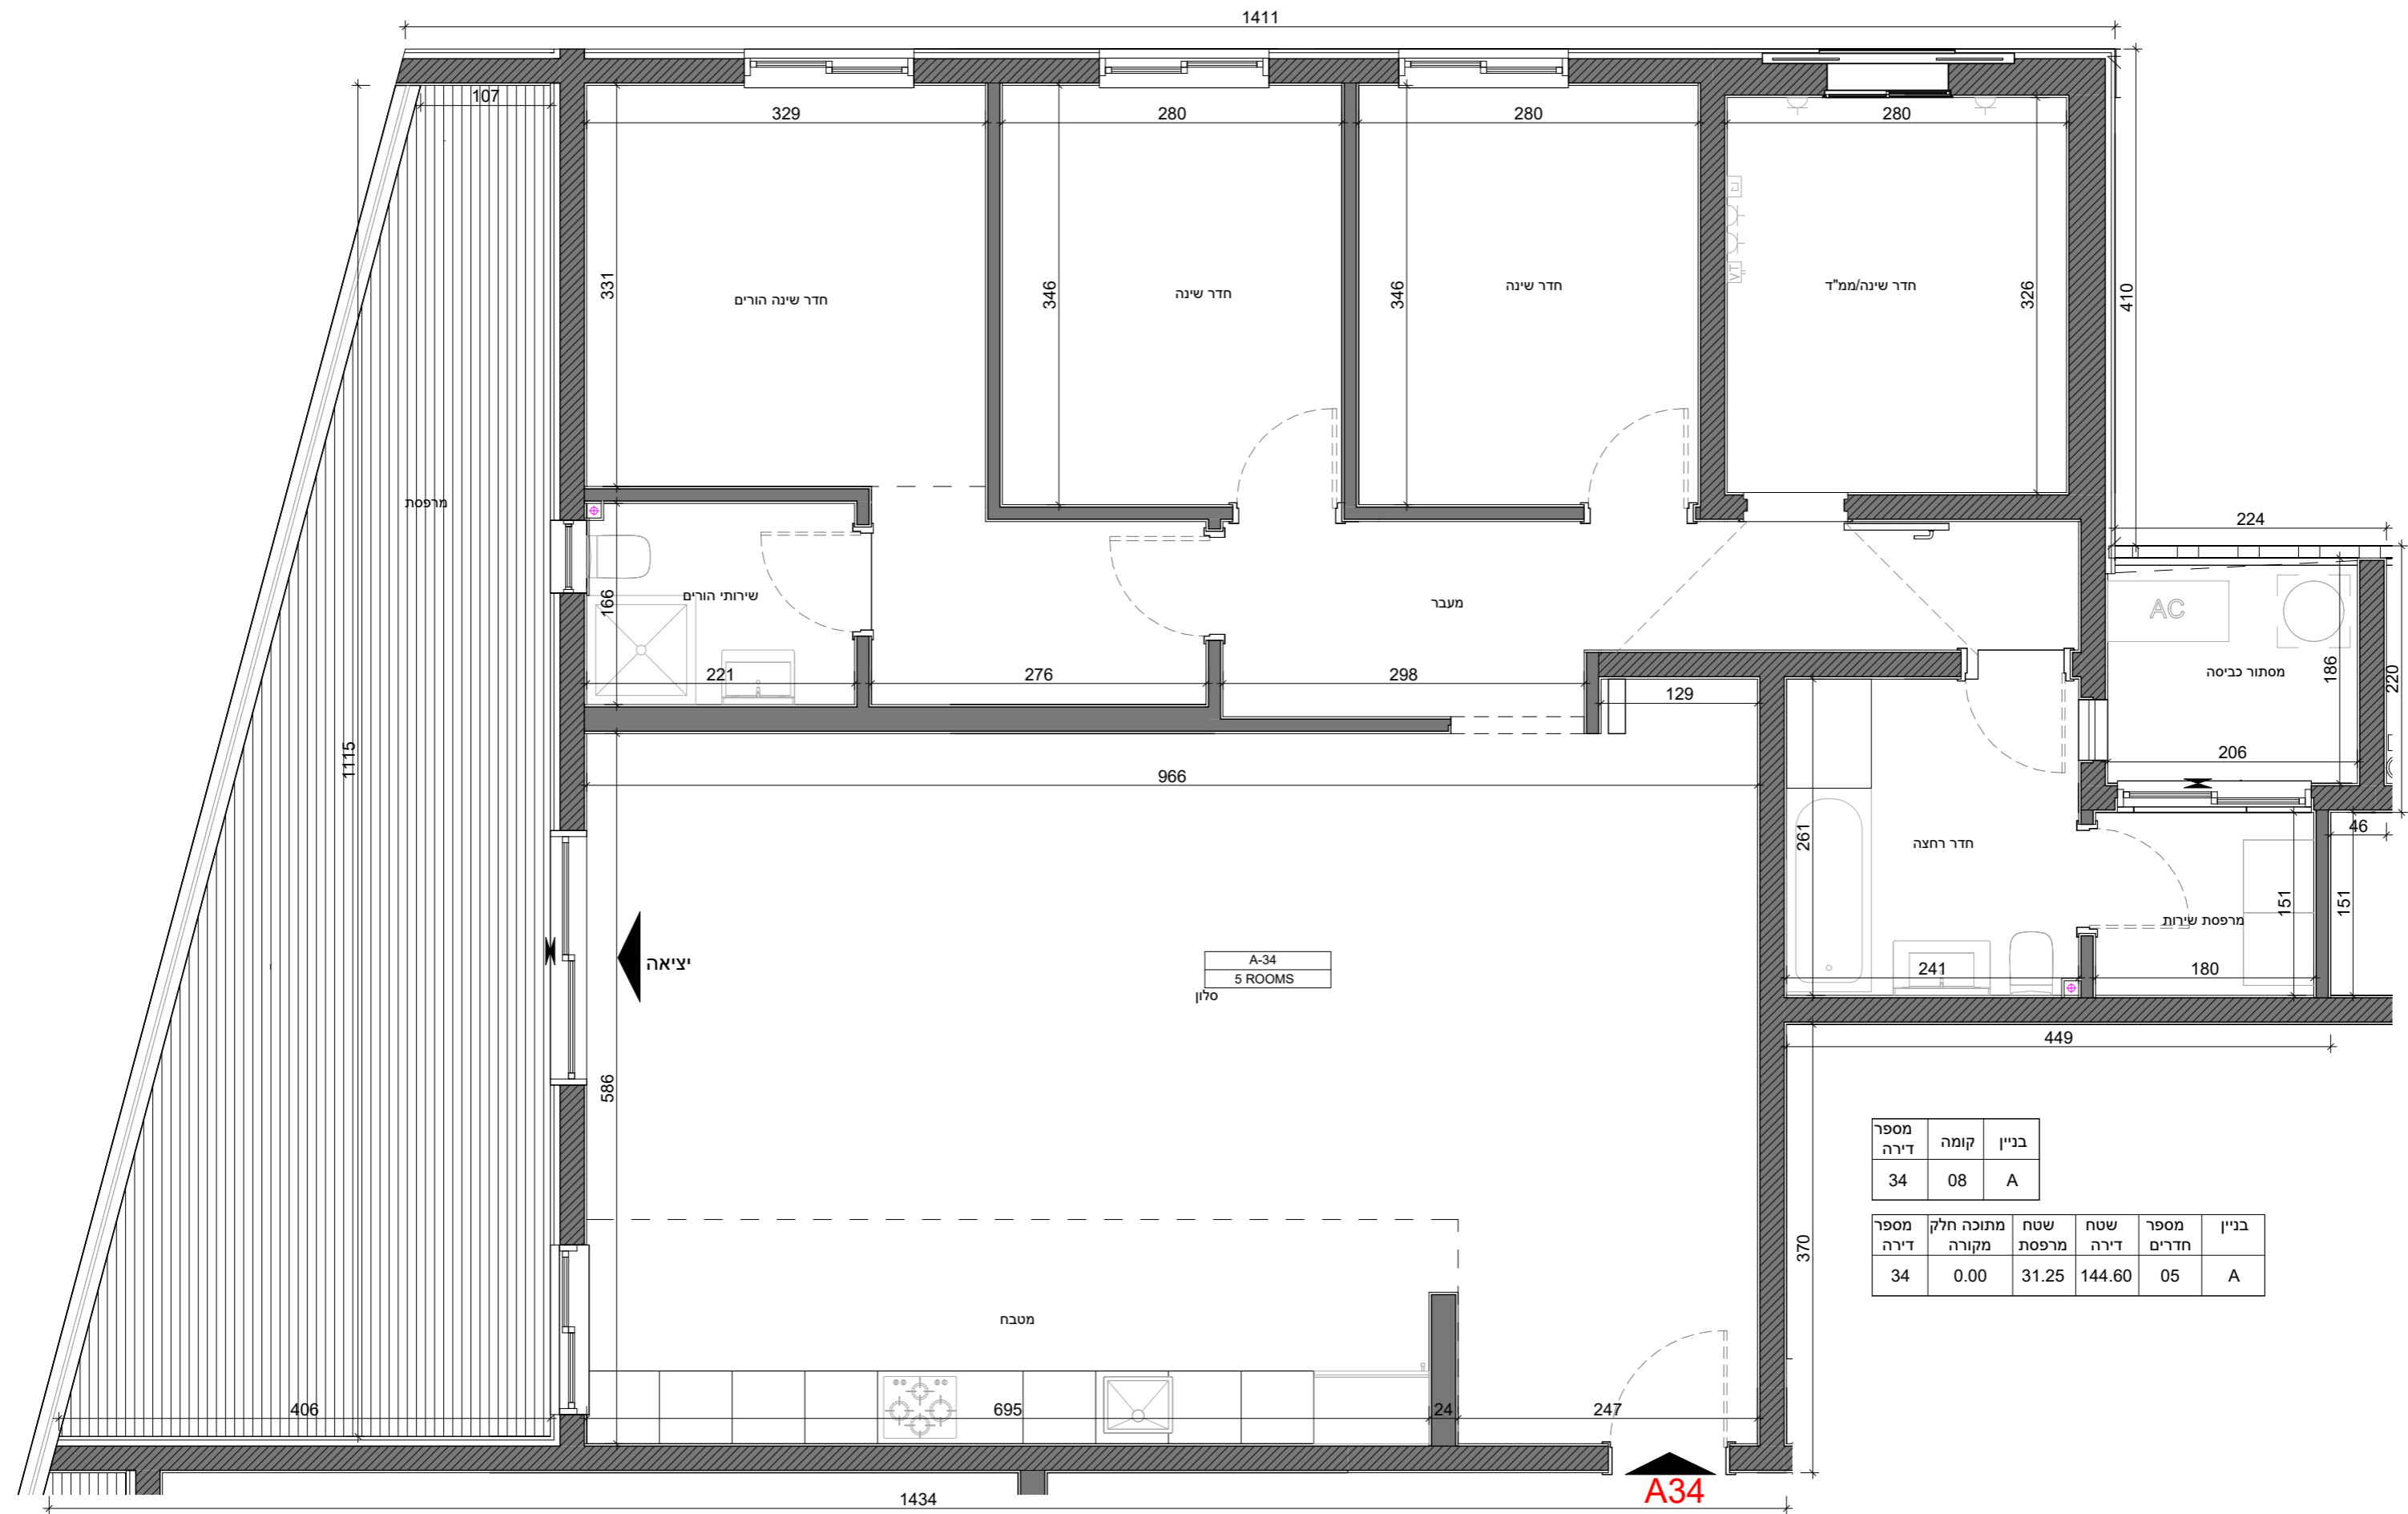 1411
107
329
280
280
280
331
346
346
326
410
חדר שינה הורים
חדר שינה
חדר שינה
חדר שינה/ממ"ד
VT
מרפסת
224
שירותי הורים
166
מעבר
AC
מסתור כביסה
186
220
221
276
298
129
206
1115
966
46
261
חדר רחצה
151
151
מרפסת שירות
יציאה
A-34
5 ROOMS
סלון
241
180
449
586
מספר דירה
קומה
בניין
34
08
A
370
מספר דירה
מתוכה חלק מקורה
שטח מרפסת
שטח דירה
מספר חדרים
בניין
34
0.00
31.25
144.60
05
A
מטבח
406
695
24
247
A34
1434